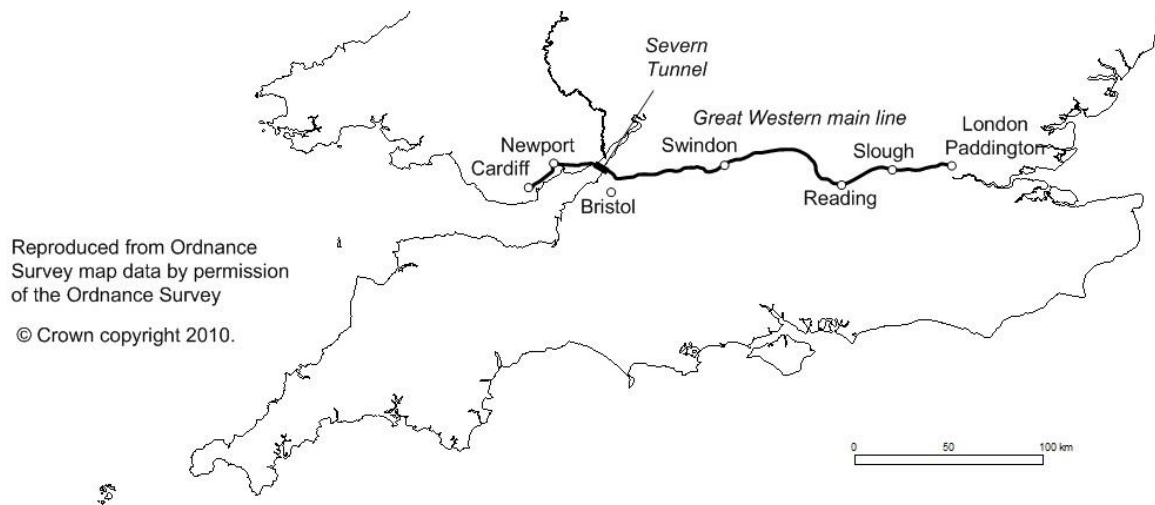 Severn
Tunnel
Great Western main line
London
Paddington
Newport
Cardiff
Swindon
Slough
Bristol
Reading
Reproduced from Ordnance
Survey map data by permission
of the Ordnance Survey
© Crown copyright 2010.
0 50 100 km